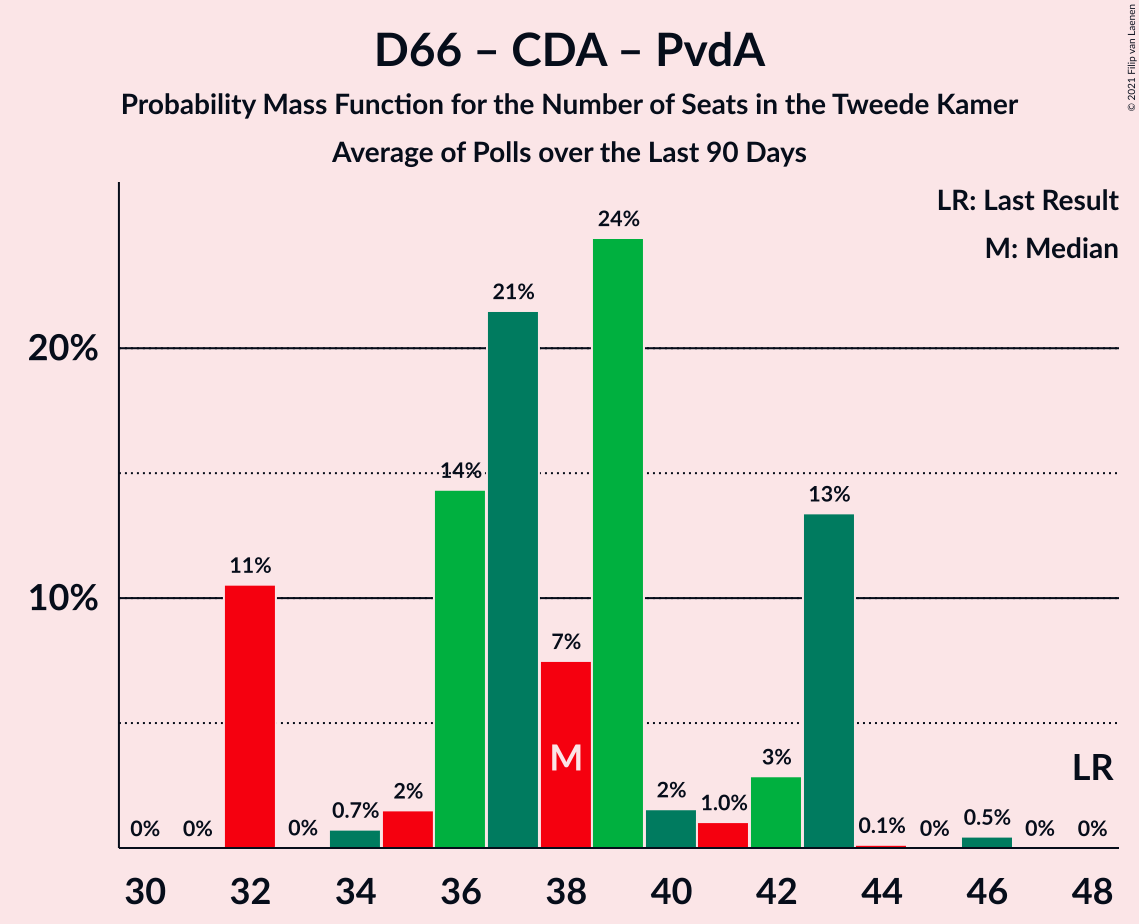 D66 – CDA – PvdA
Probability Mass Function for the Number of Seats in the Tweede Kamer
Average of Polls over the Last 90 Days
© 2021 Filip van Laenen
LR: Last Result
M: Median
24%
21%
20%
14%
13%
11%
10%
7%
M
3%
LR
2%
2%
0.7%
1.0%
0.5%
0%
0%
0%
0.1%
0%
0%
0%
30 32 34 36 38 40 42 44 46 48